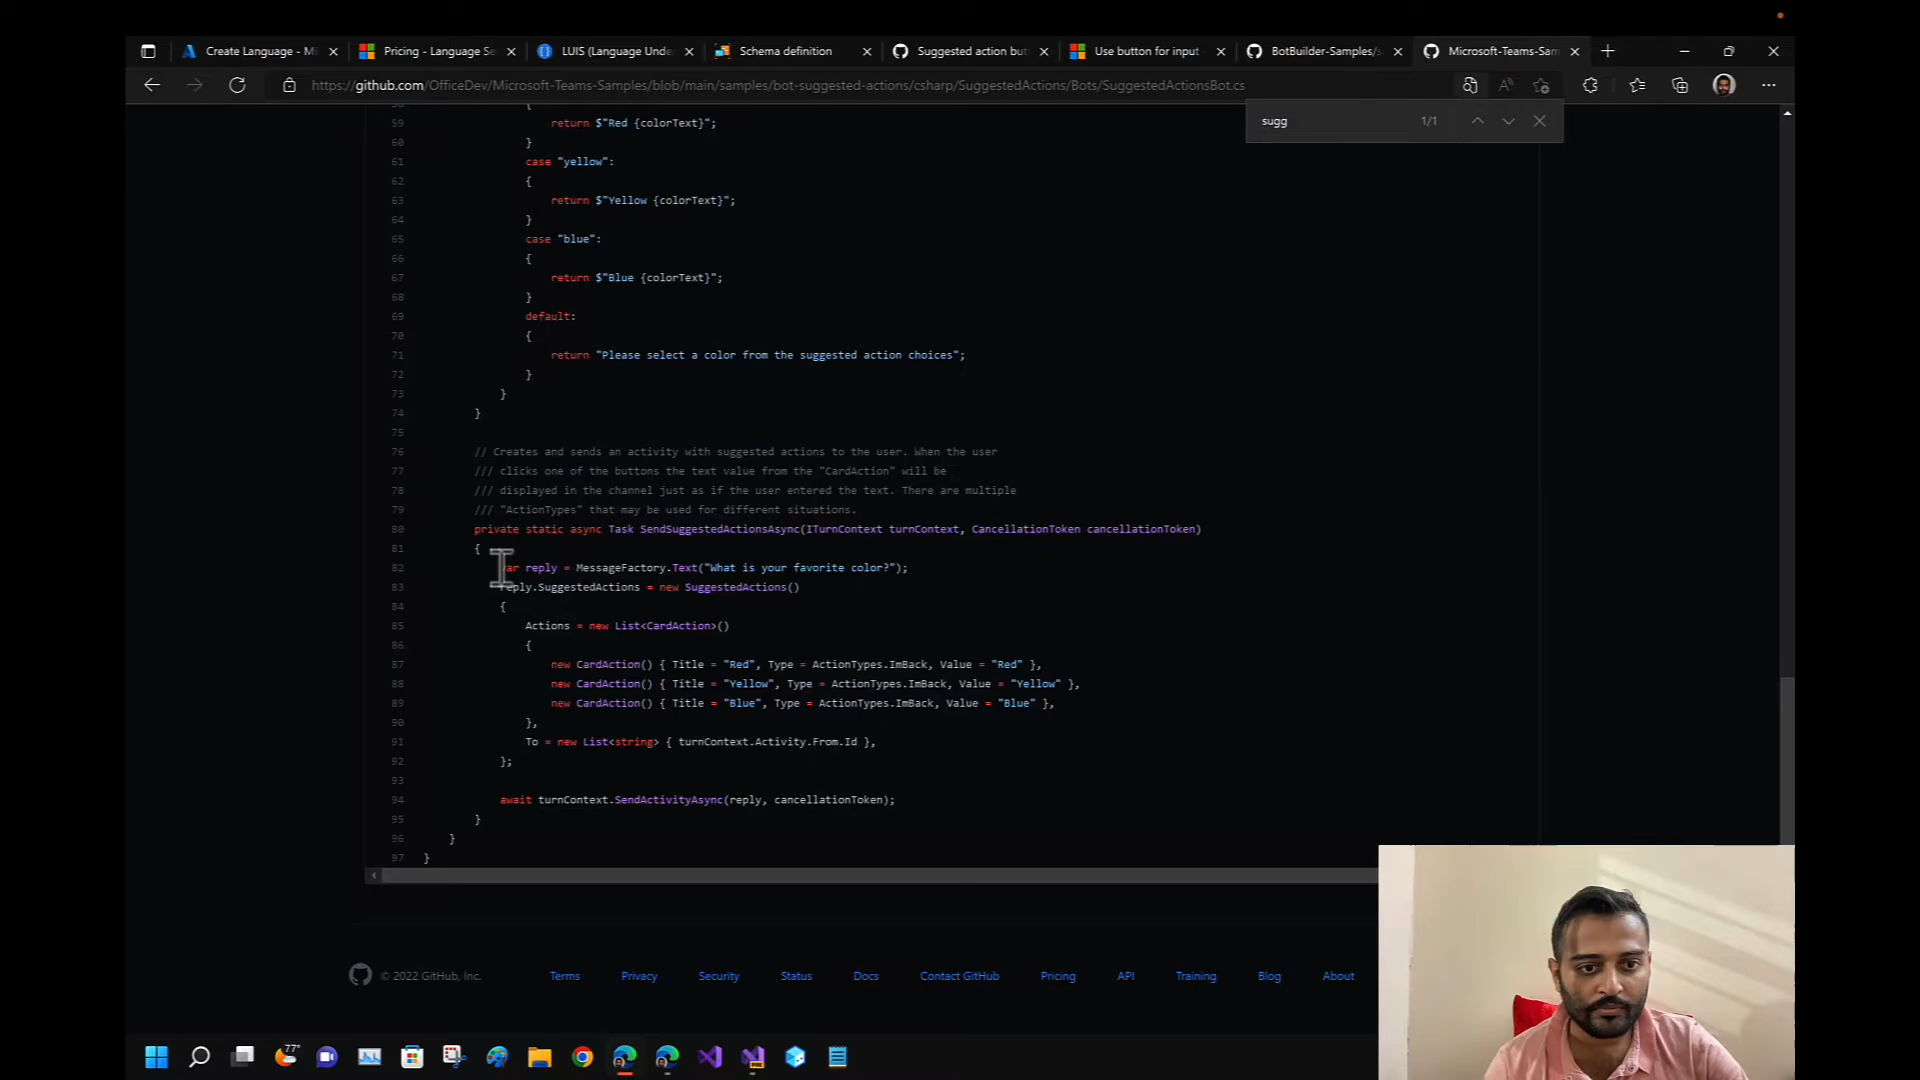 Create Language - Mi
Pricing - Language Se
LUIS (Language Unde
Schema definition
Suggested action but
Use button for input
BotBuilder-Samples/s
Microsoft-Teams-Sam
https://github.com/OfficeDev/Microsoft-Teams-Samples/blob/main/samples/bot-suggested-actions/csharp/SuggestedActions/Bots/SuggestedActionsBot.cs
sugg 1/1
58 {
59 return $"Red {colorText}";
60 }
61 case "yellow":
62 {
63 return $"Yellow {colorText}";
64 }
65 case "blue":
66 {
67 return $"Blue {colorText}";
68 }
69 default:
70 {
71 return "Please select a color from the suggested action choices";
72 }
73 }
74 }
75
76 // Creates and sends an activity with suggested actions to the user. When the user
77 /// clicks one of the buttons the text value from the "CardAction" will be
78 /// displayed in the channel just as if the user entered the text. There are multiple
79 /// "ActionTypes" that may be used for different situations.
80 private static async Task SendSuggestedActionsAsync(ITurnContext turnContext, CancellationToken cancellationToken)
81 {
82 var reply = MessageFactory.Text("What is your favorite color?");
83 reply.SuggestedActions = new SuggestedActions()
84 {
85 Actions = new List<CardAction>()
86 {
87 new CardAction() { Title = "Red", Type = ActionTypes.ImBack, Value = "Red" },
88 new CardAction() { Title = "Yellow", Type = ActionTypes.ImBack, Value = "Yellow" },
89 new CardAction() { Title = "Blue", Type = ActionTypes.ImBack, Value = "Blue" },
90 },
91 To = new List<string> { turnContext.Activity.From.Id },
92 };
93
94 await turnContext.SendActivityAsync(reply, cancellationToken);
95 }
96 }
97 }
© 2022 GitHub, Inc. Terms Privacy Security Status Docs Contact GitHub Pricing API Training Blog About
77°